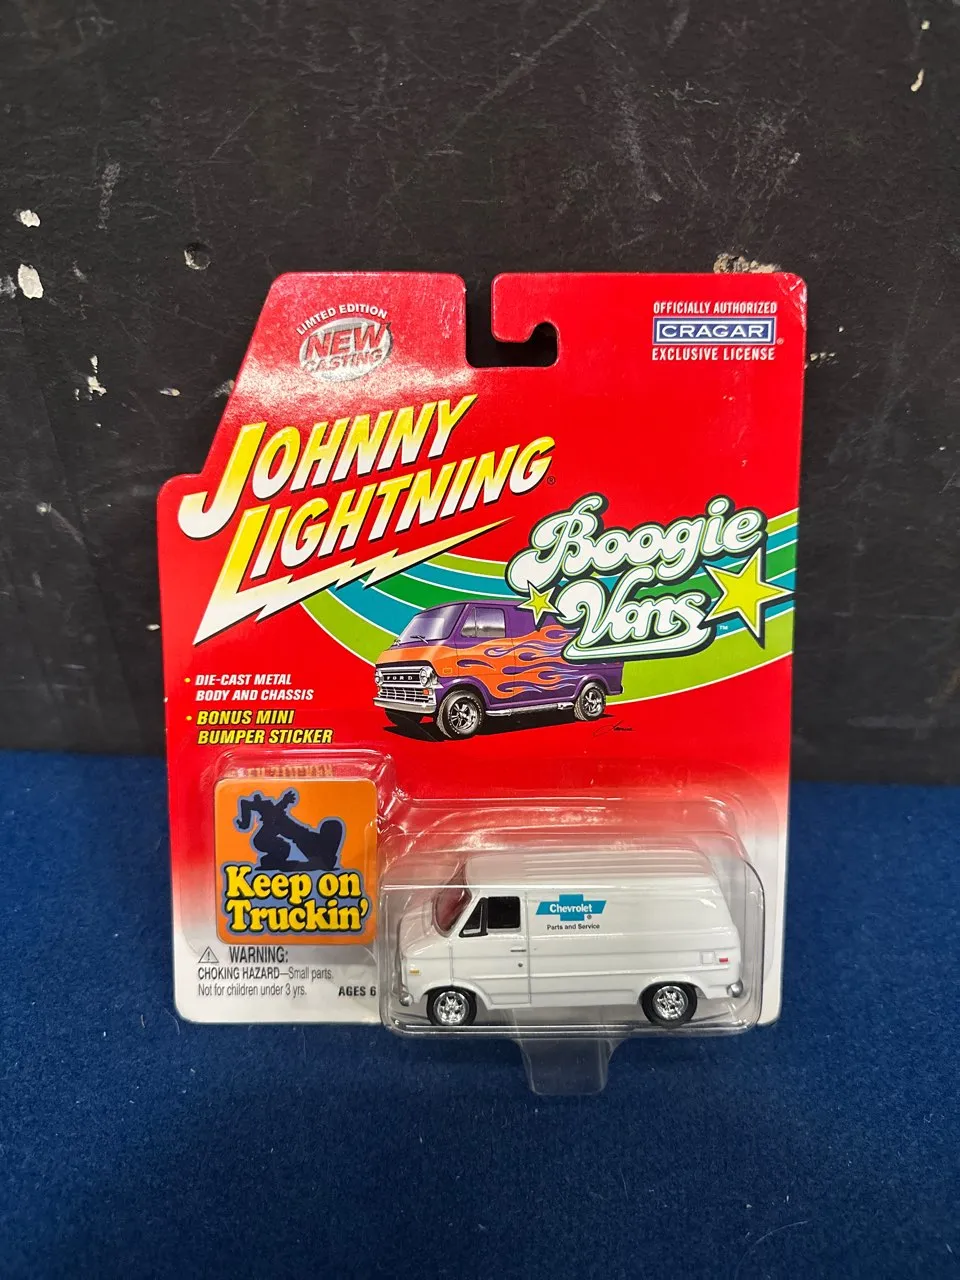 LIMITED EDITION
NEW
CASTING
OFFICIALLY AUTHORIZED
CRAGAR®
EXCLUSIVE LICENSE
JOHNNY
LIGHTNING®
Boogie
Vans™
FORD
• DIE-CAST METAL
BODY AND CHASSIS
• BONUS MINI
BUMPER STICKER
Keep on
Truckin'
Chevrolet®
Parts and Service
⚠ WARNING:
CHOKING HAZARD—Small parts.
Not for children under 3 yrs.
AGES 6